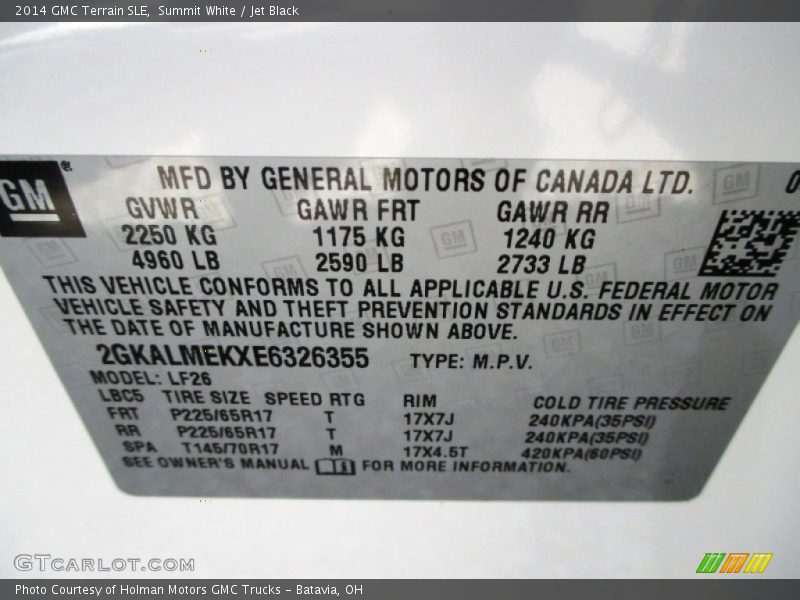 2014 GMC Terrain SLE, Summit White / Jet Black
GM®
MFD BY GENERAL MOTORS OF CANADA LTD. 0
GVWR GAWR FRT GAWR RR
2250 KG 1175 KG 1240 KG
4960 LB 2590 LB 2733 LB
THIS VEHICLE CONFORMS TO ALL APPLICABLE U.S. FEDERAL MOTOR
VEHICLE SAFETY AND THEFT PREVENTION STANDARDS IN EFFECT ON
THE DATE OF MANUFACTURE SHOWN ABOVE.
2GKALMEKXE6326355 TYPE: M.P.V.
MODEL: LF26
LBC5 TIRE SIZE SPEED RTG RIM COLD TIRE PRESSURE
FRT P225/65R17 T 17X7J 240KPA(35PSI)
RR P225/65R17 T 17X7J 240KPA(35PSI)
SPA T145/70R17 M 17X4.5T 420KPA(60PSI)
SEE OWNER'S MANUAL FOR MORE INFORMATION.
GTCARLOT.COM
Photo Courtesy of Holman Motors GMC Trucks - Batavia, OH